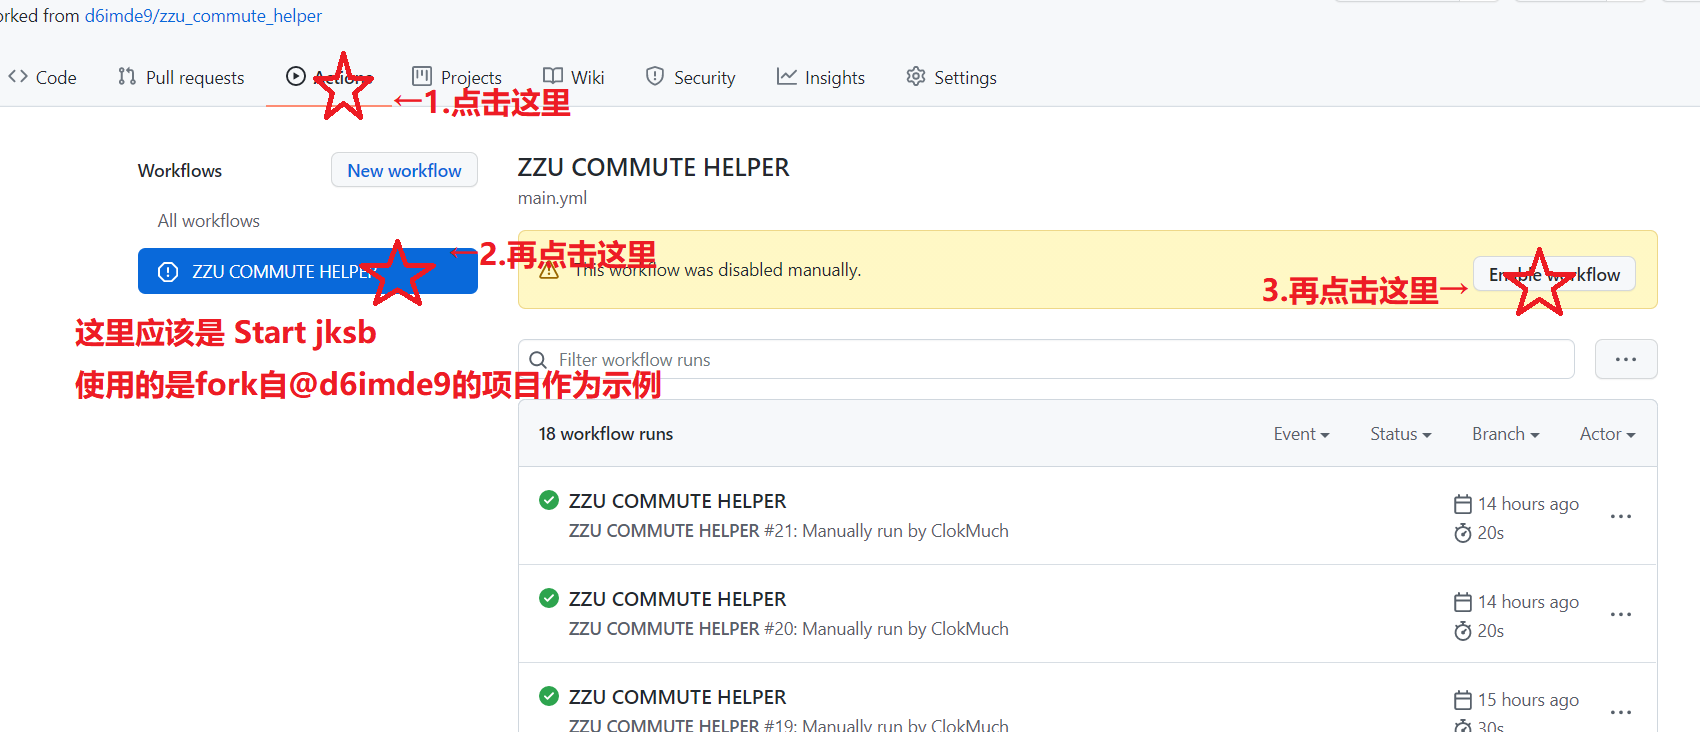 orked from d6imde9/zzu_commute_helper
Code Pull requests Actions Projects Wiki Security Insights Settings
←1.点击这里
Workflows New workflow
All workflows
ZZU COMMUTE HELPER
←2.再点击这里
这里应该是 Start jksb
使用的是fork自@d6imde9的项目作为示例
ZZU COMMUTE HELPER
main.yml
This workflow was disabled manually.
3.再点击这里→
Enable workflow
Filter workflow runs
18 workflow runs Event Status Branch Actor
ZZU COMMUTE HELPER
ZZU COMMUTE HELPER #21: Manually run by ClokMuch
14 hours ago
20s
ZZU COMMUTE HELPER
ZZU COMMUTE HELPER #20: Manually run by ClokMuch
14 hours ago
20s
ZZU COMMUTE HELPER
ZZU COMMUTE HELPER #19: Manually run by ClokMuch
15 hours ago
30s